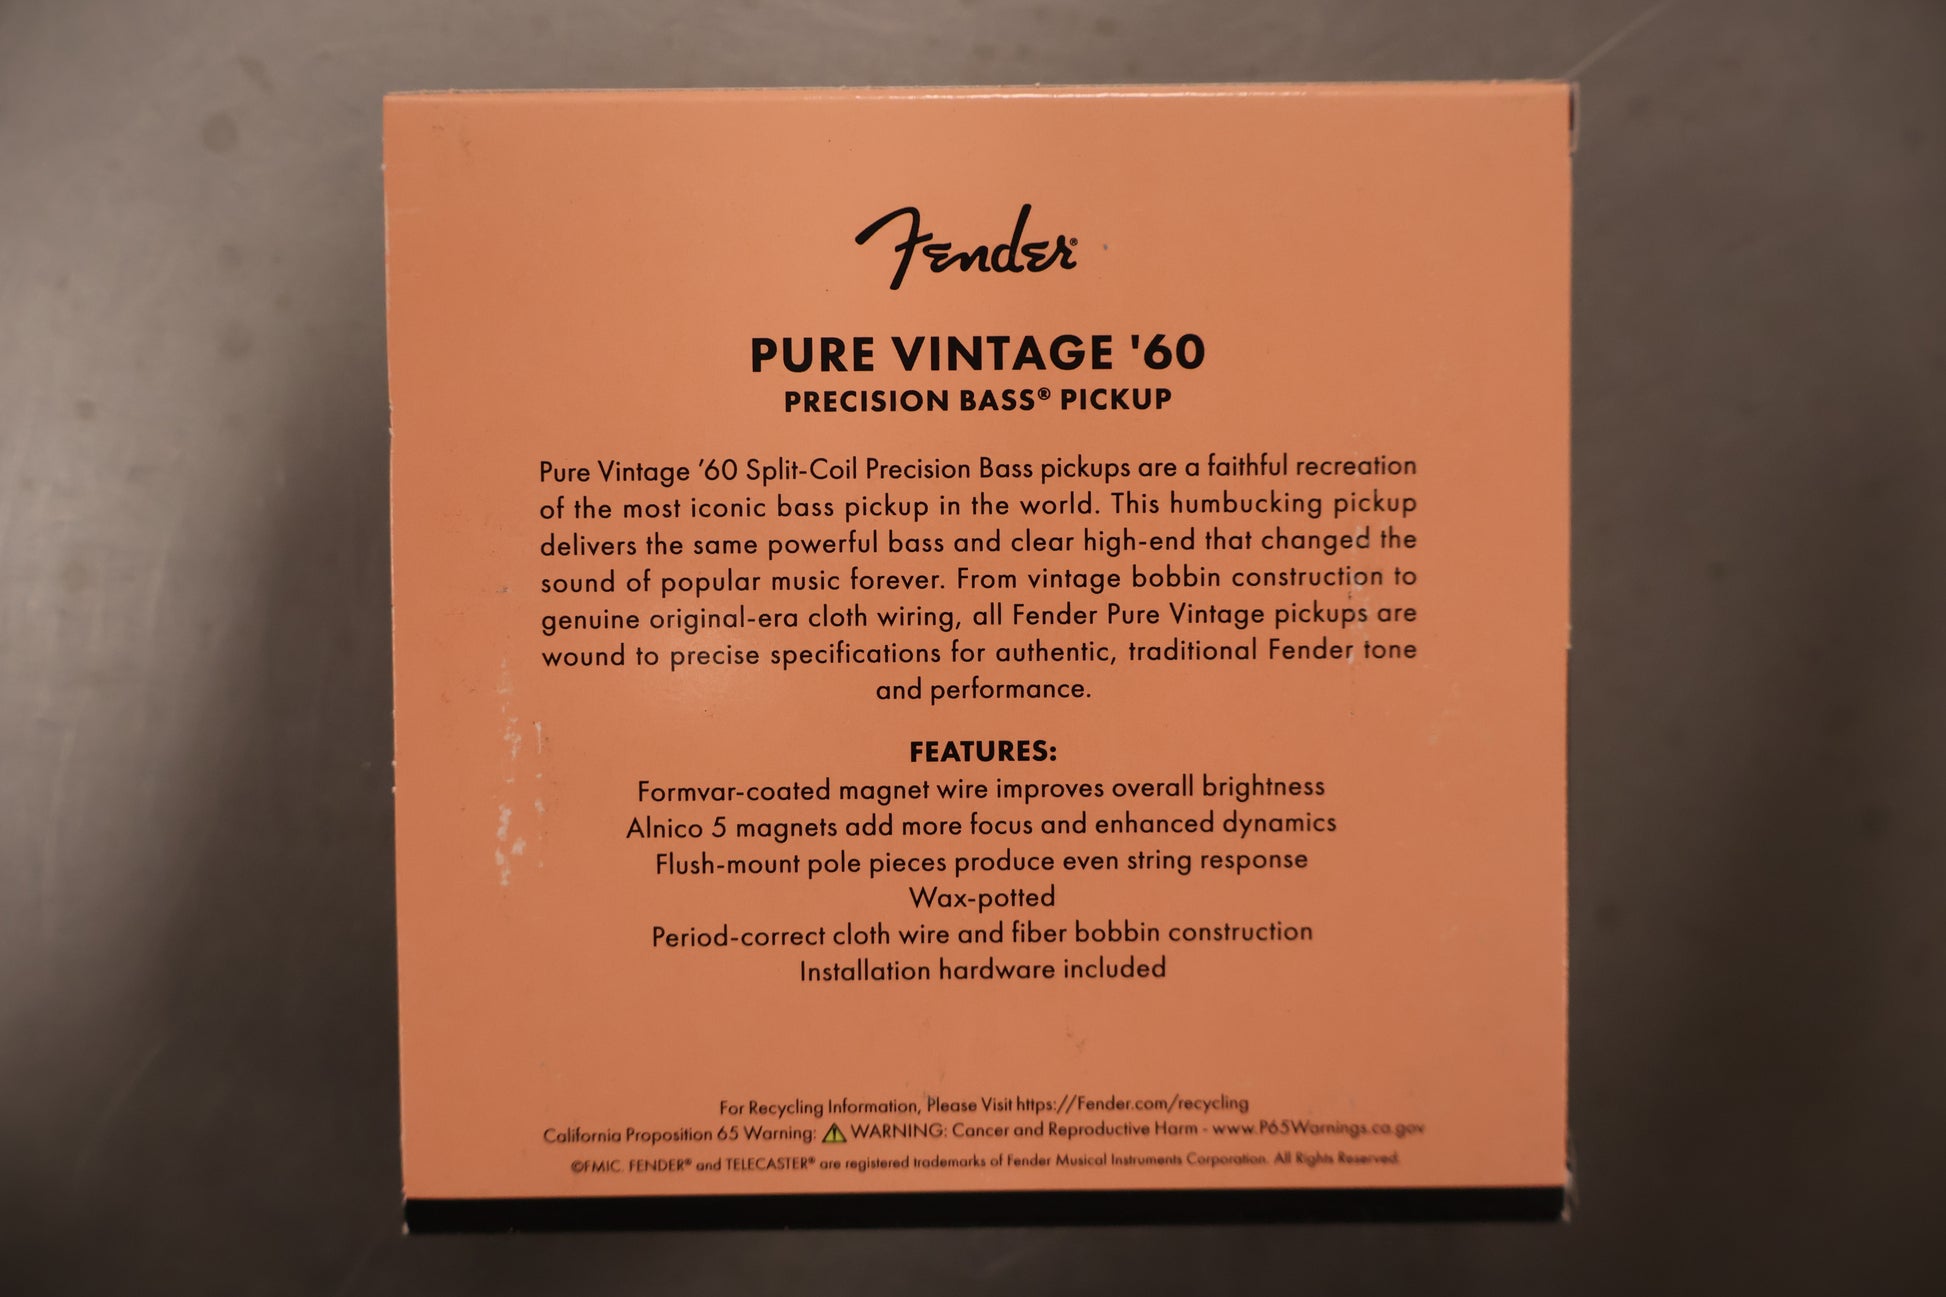 Fender®
PURE VINTAGE '60
PRECISION BASS® PICKUP
Pure Vintage ’60 Split-Coil Precision Bass pickups are a faithful recreation
of the most iconic bass pickup in the world. This humbucking pickup
delivers the same powerful bass and clear high-end that changed the
sound of popular music forever. From vintage bobbin construction to
genuine original-era cloth wiring, all Fender Pure Vintage pickups are
wound to precise specifications for authentic, traditional Fender tone
and performance.
FEATURES:
Formvar-coated magnet wire improves overall brightness
Alnico 5 magnets add more focus and enhanced dynamics
Flush-mount pole pieces produce even string response
Wax-potted
Period-correct cloth wire and fiber bobbin construction
Installation hardware included
For Recycling Information, Please Visit https://Fender.com/recycling
California Proposition 65 Warning: ⚠ WARNING: Cancer and Reproductive Harm - www.P65Warnings.ca.gov
©FMIC. FENDER® and TELECASTER® are registered trademarks of Fender Musical Instruments Corporation. All Rights Reserved.